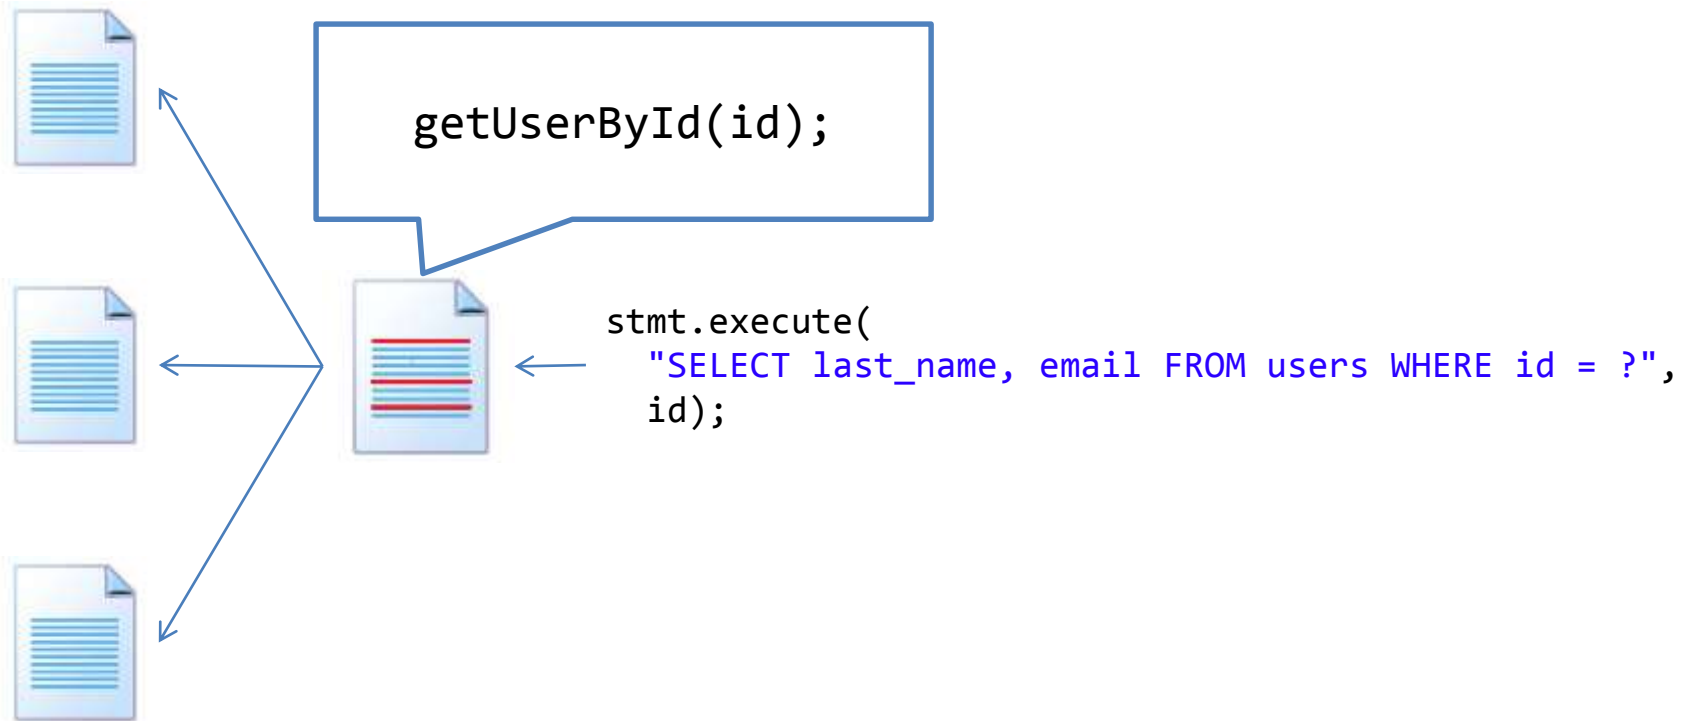 getUserById(id);
stmt.execute(
"SELECT last_name, email FROM users WHERE id = ?",
id);